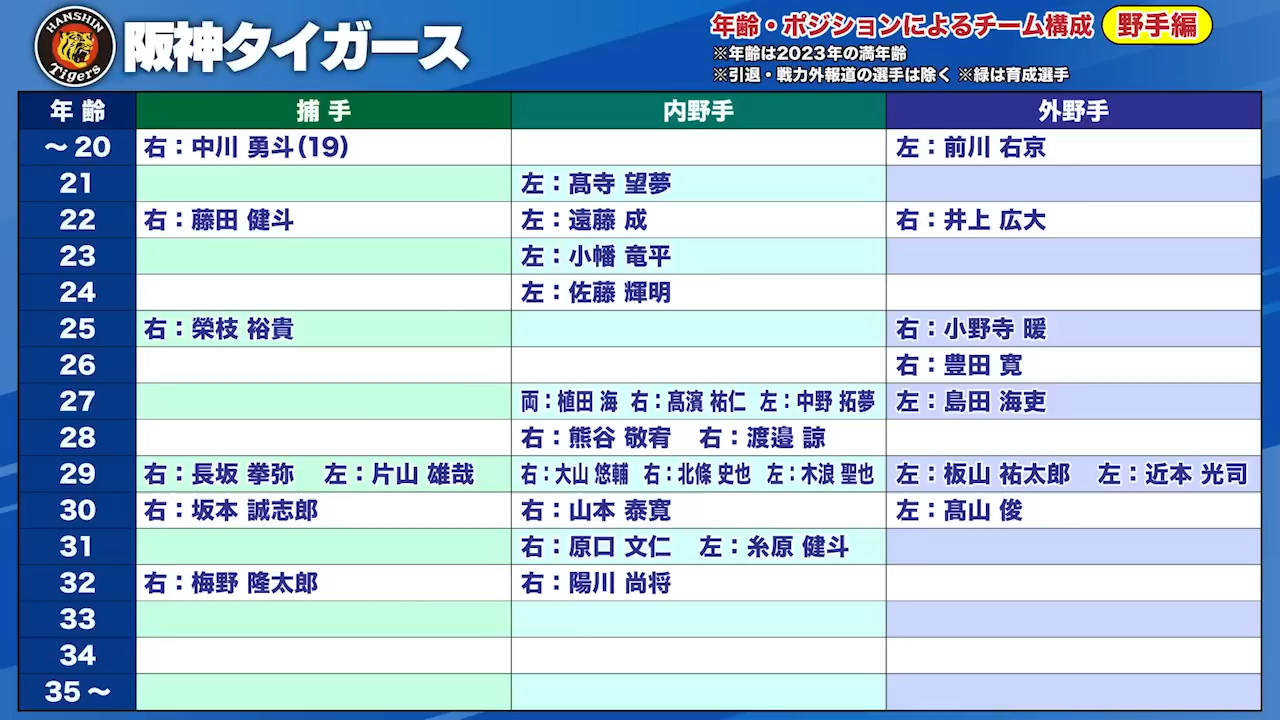 HANSHIN
Tigers
阪神タイガース
年齢・ポジションによるチーム構成 野手編
※年齢は2023年の満年齢
※引退・戦力外報道の選手は除く ※緑は育成選手
年齢 捕手 内野手 外野手
～20 右：中川 勇斗(19) 左：前川 右京
21 左：髙寺 望夢
22 右：藤田 健斗 左：遠藤 成 右：井上 広大
23 左：小幡 竜平
24 左：佐藤 輝明
25 右：榮枝 裕貴 右：小野寺 暖
26 右：豊田 寛
27 両：植田 海 右：髙濱 祐仁 左：中野 拓夢 左：島田 海吏
28 右：熊谷 敬宥 右：渡邉 諒
29 右：長坂 拳弥 左：片山 雄哉 右：大山 悠輔 右：北條 史也 左：木浪 聖也 左：板山 祐太郎 左：近本 光司
30 右：坂本 誠志郎 右：山本 泰寛 左：髙山 俊
31 右：原口 文仁 左：糸原 健斗
32 右：梅野 隆太郎 右：陽川 尚将
33
34
35～